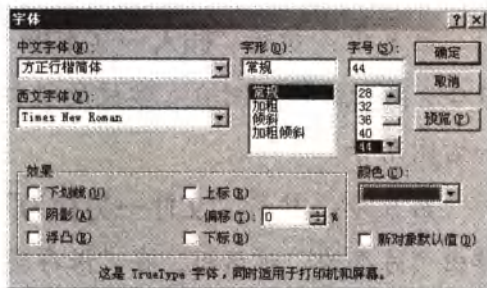 字体
中文字体(N): 字形(O): 字号(S): 确定
方正行楷简体 常规 44
西文字体(F): 常规 28 取消
Times New Roman 加粗 32
倾斜 36 预览(P)
加粗倾斜 40
44
效果 颜色(C):
下划线(U) 上标(R)
阴影(A) 偏移(T): 0 %
浮凸(E) 下标(B) 新对象默认值(D)
这是 TrueType 字体，同时适用于打印机和屏幕。